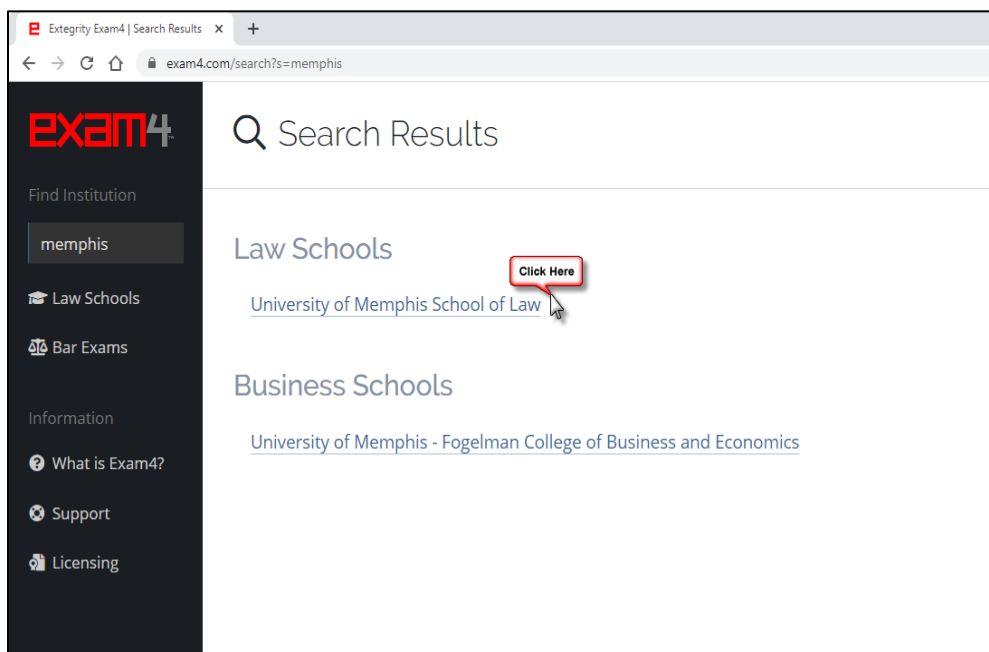 Extegrity Exam4 | Search Results
exam4.com/search?s=memphis
exam4
Search Results
Find Institution
memphis
Law Schools
Bar Exams
Information
What is Exam4?
Support
Licensing
Law Schools
Click Here
University of Memphis School of Law
Business Schools
University of Memphis - Fogelman College of Business and Economics